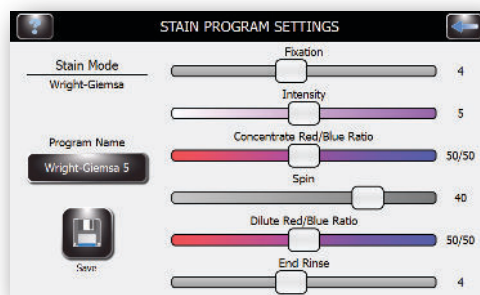 ?
STAIN PROGRAM SETTINGS
Stain Mode
Wright-Giemsa
Program Name
Wright-Giemsa 5
Save
Fixation
4
Intensity
5
Concentrate Red/Blue Ratio
50/50
Spin
40
Dilute Red/Blue Ratio
50/50
End Rinse
4